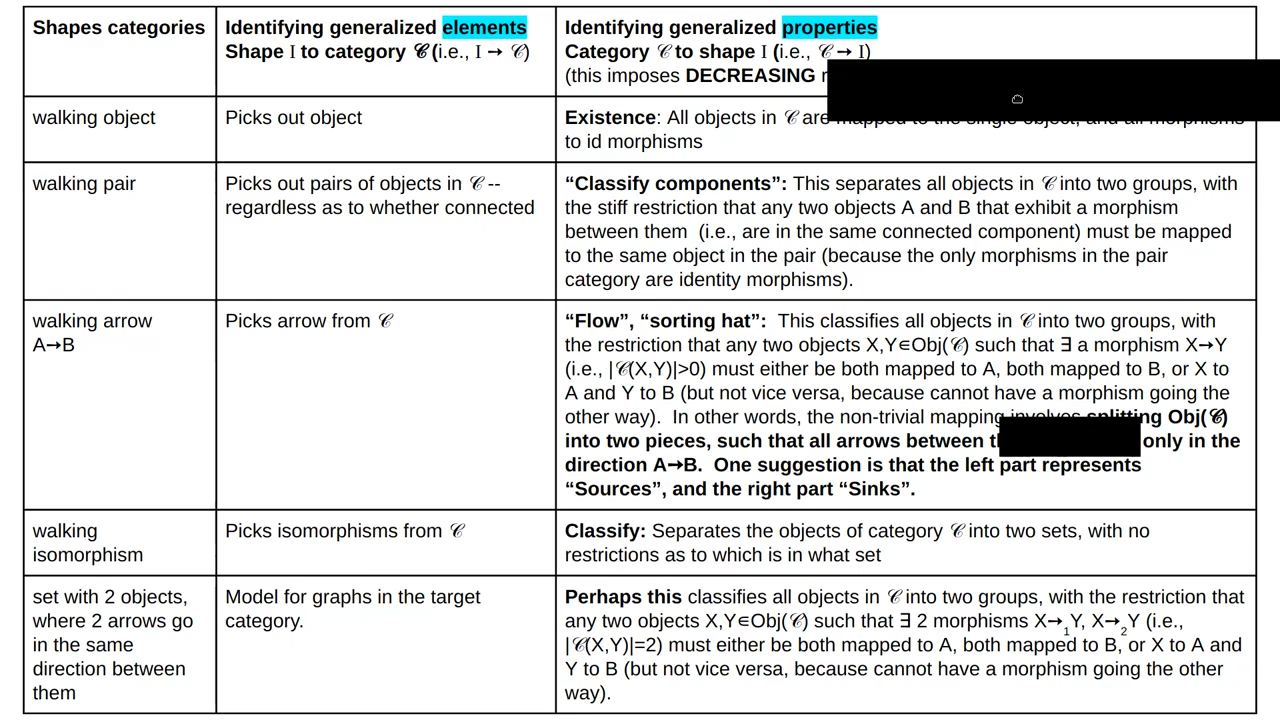 Shapes categories
Identifying generalized elements
Shape I to category 𝒞 (i.e., I → 𝒞)
Identifying generalized properties
Category 𝒞 to shape I (i.e., 𝒞 → I)
(this imposes DECREASING
walking object
Picks out object
Existence: All objects in 𝒞 are mapped to the single object, and all morphisms
to id morphisms
walking pair
Picks out pairs of objects in 𝒞 --
regardless as to whether connected
“Classify components”: This separates all objects in 𝒞 into two groups, with
the stiff restriction that any two objects A and B that exhibit a morphism
between them (i.e., are in the same connected component) must be mapped
to the same object in the pair (because the only morphisms in the pair
category are identity morphisms).
walking arrow
A→B
Picks arrow from 𝒞
“Flow”, “sorting hat”: This classifies all objects in 𝒞 into two groups, with
the restriction that any two objects X,Y∈Obj(𝒞) such that ∃ a morphism X→Y
(i.e., |𝒞(X,Y)|>0) must either be both mapped to A, both mapped to B, or X to
A and Y to B (but not vice versa, because cannot have a morphism going the
other way). In other words, the non-trivial mapping involves splitting Obj(𝒞)
into two pieces, such that all arrows between only in the
direction A→B. One suggestion is that the left part represents
“Sources”, and the right part “Sinks”.
walking
isomorphism
Picks isomorphisms from 𝒞
Classify: Separates the objects of category 𝒞 into two sets, with no
restrictions as to which is in what set
set with 2 objects,
where 2 arrows go
in the same
direction between
them
Model for graphs in the target
category.
Perhaps this classifies all objects in 𝒞 into two groups, with the restriction that
any two objects X,Y∈Obj(𝒞) such that ∃ 2 morphisms X→₁Y, X→₂Y (i.e.,
|𝒞(X,Y)|=2) must either be both mapped to A, both mapped to B, or X to A and
Y to B (but not vice versa, because cannot have a morphism going the other
way).